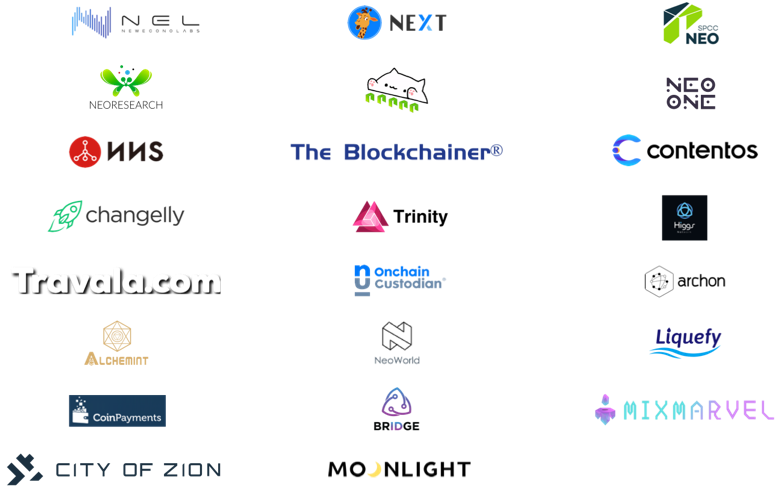 NEL
NEWECONOLABS
NEXT
SPCC
NEO
NEORESEARCH
NEO
ONE
NNS
The Blockchainer®
contentos
changelly
Trinity
Higgs
Travala.com
Onchain
Custodian
archon
ALCHEMINT
NeoWorld
Liquefy
CoinPayments
BRIDGE
MIXMARVEL
CITY OF ZION
MOONLIGHT